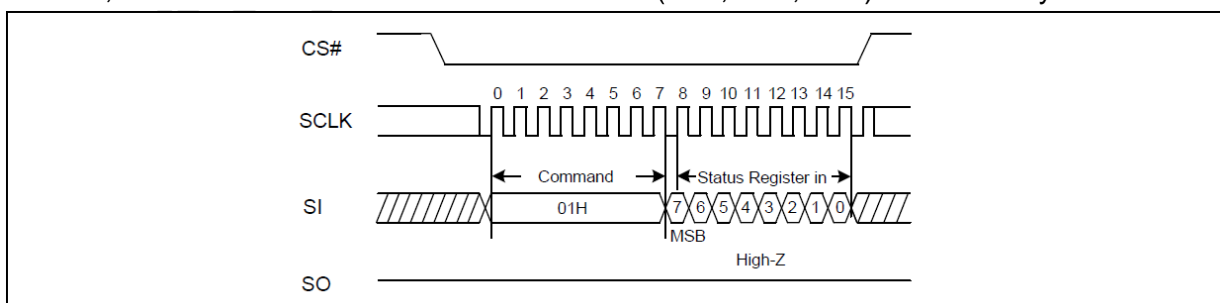 CS#
0 1 2 3 4 5 6 7 8 9 10 11 12 13 14 15
SCLK
Command
Status Register in
SI
01H
7 6 5 4 3 2 1 0
MSB
High-Z
SO